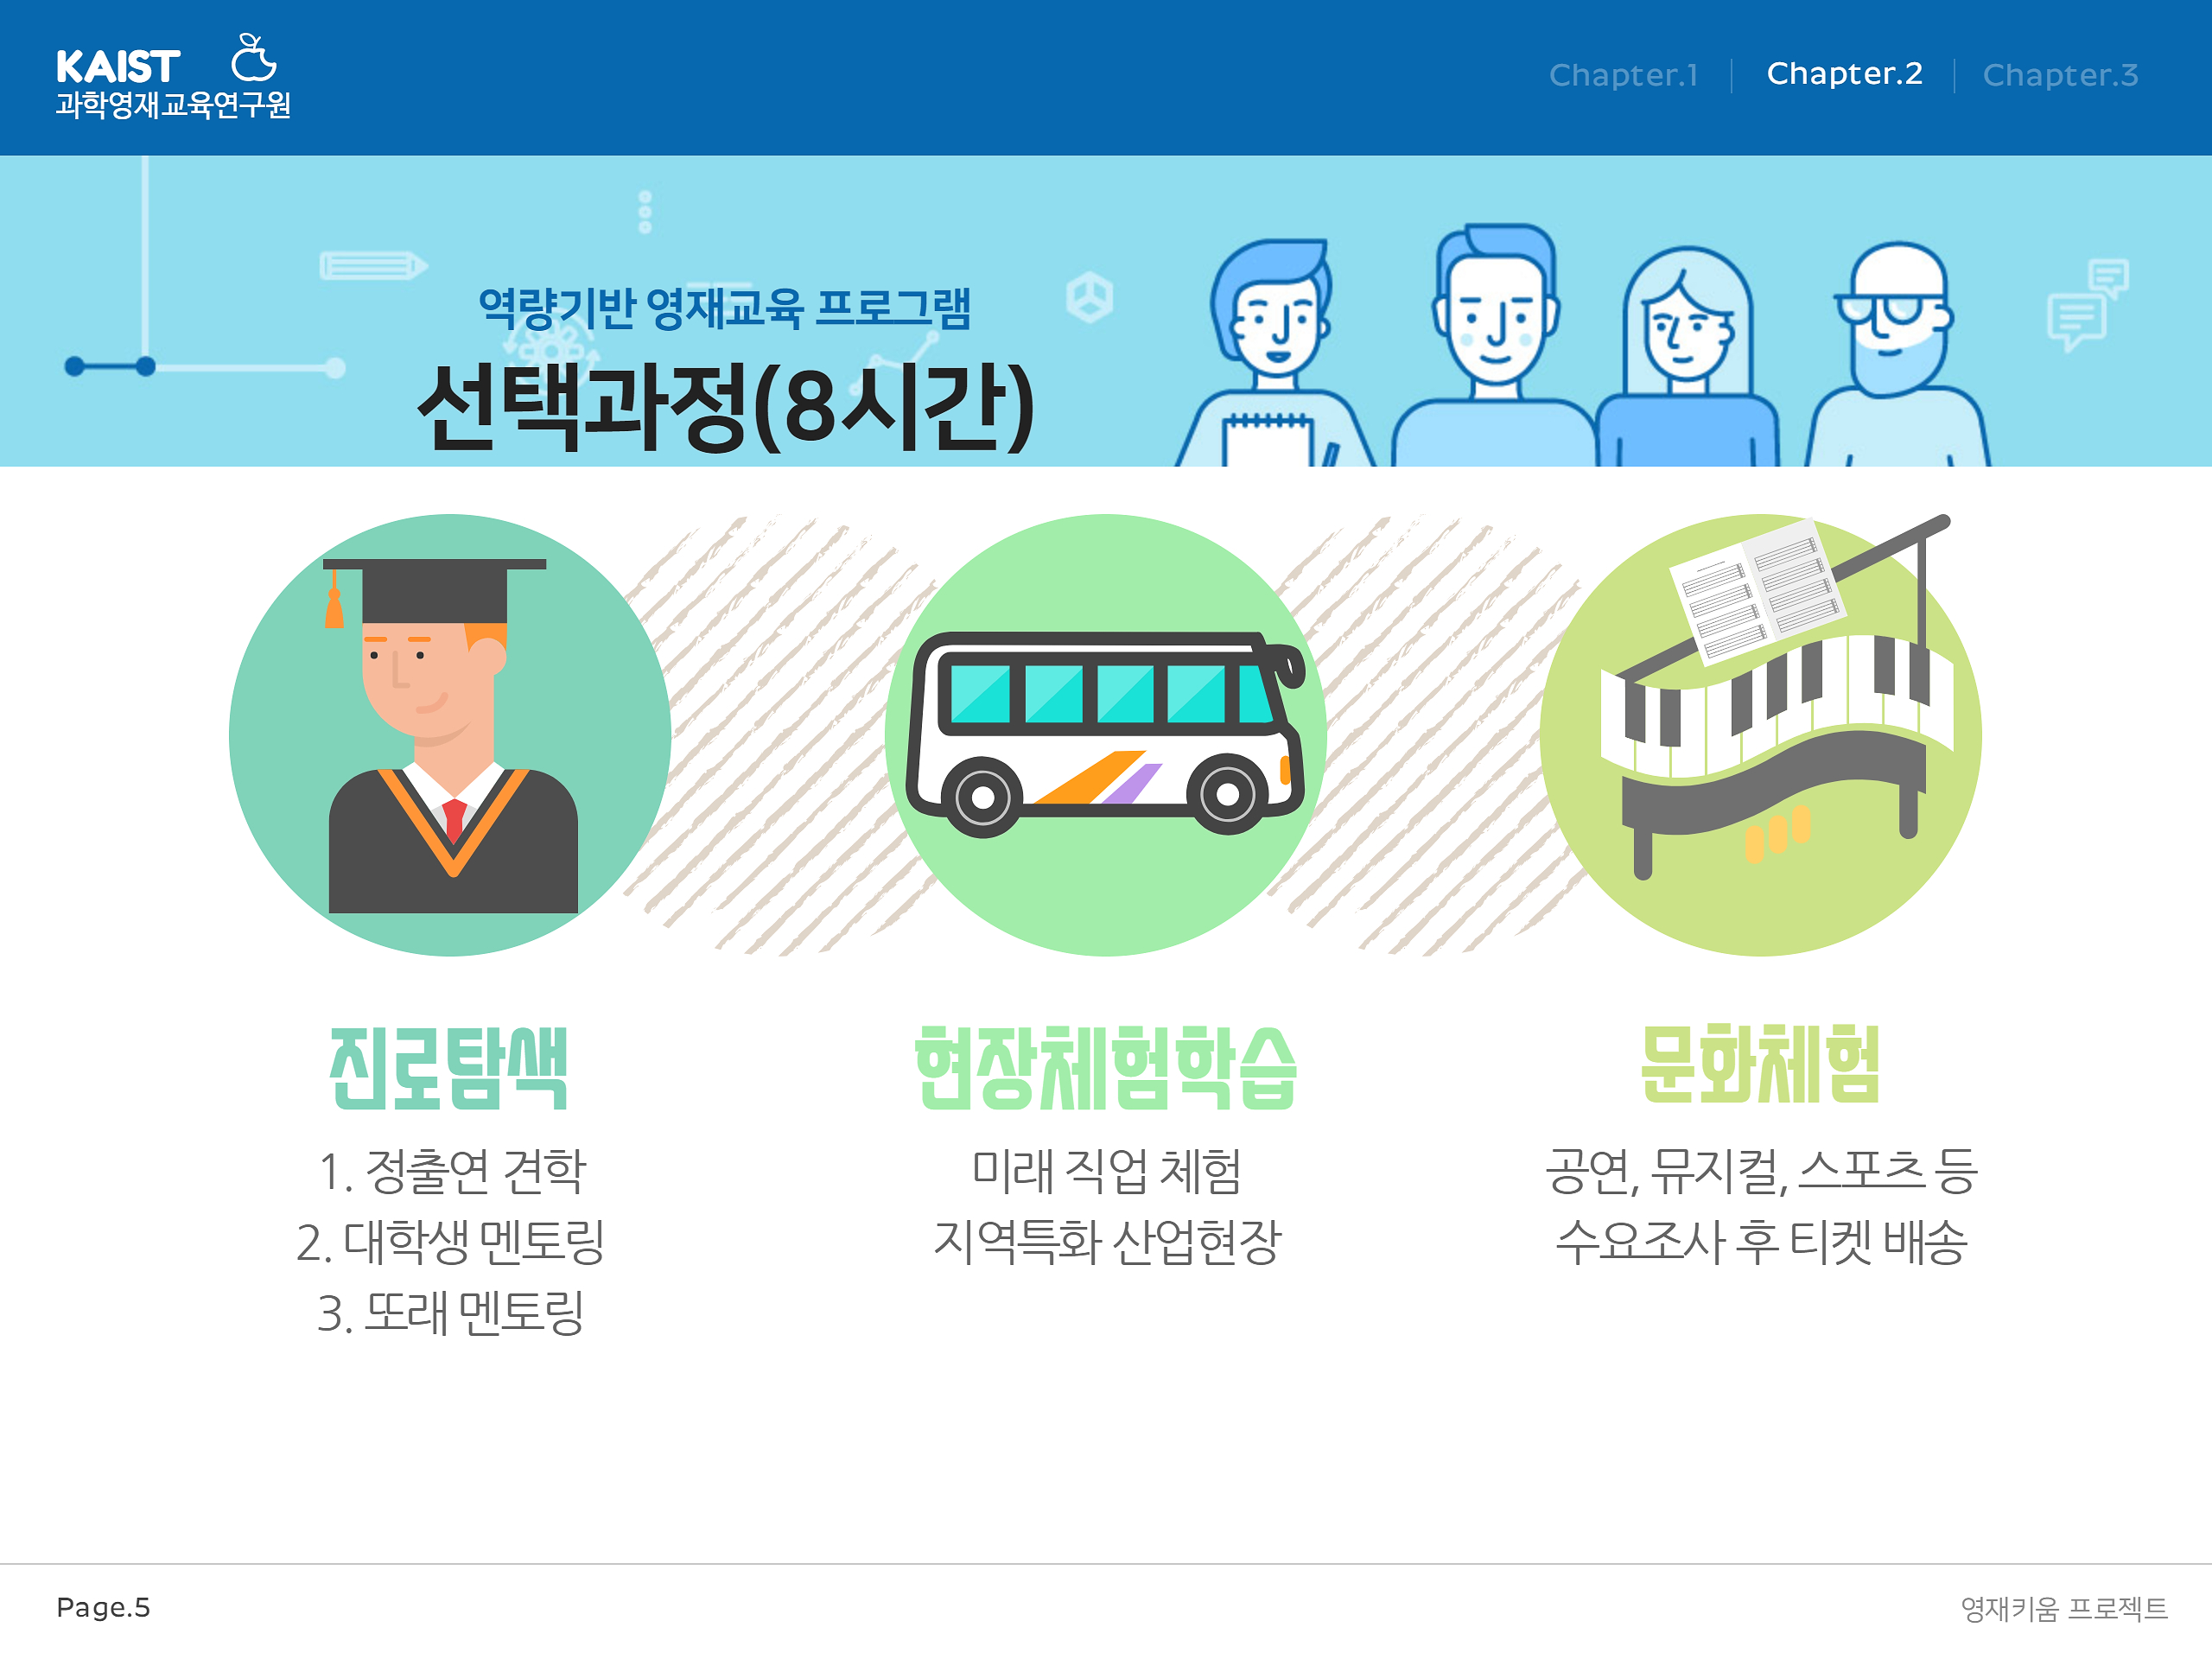 KAIST
과학영재교육연구원
Chapter.1
Chapter.2
Chapter.3
역량기반 영재교육 프로그램
선택과정(8시간)
진로탐색
1. 정출연 견학
2. 대학생 멘토링
3. 또래 멘토링
현장체험학습
미래 직업 체험
지역특화 산업현장
문화체험
공연, 뮤지컬, 스포츠 등
수요조사 후 티켓 배송
Page.5
영재키움 프로젝트